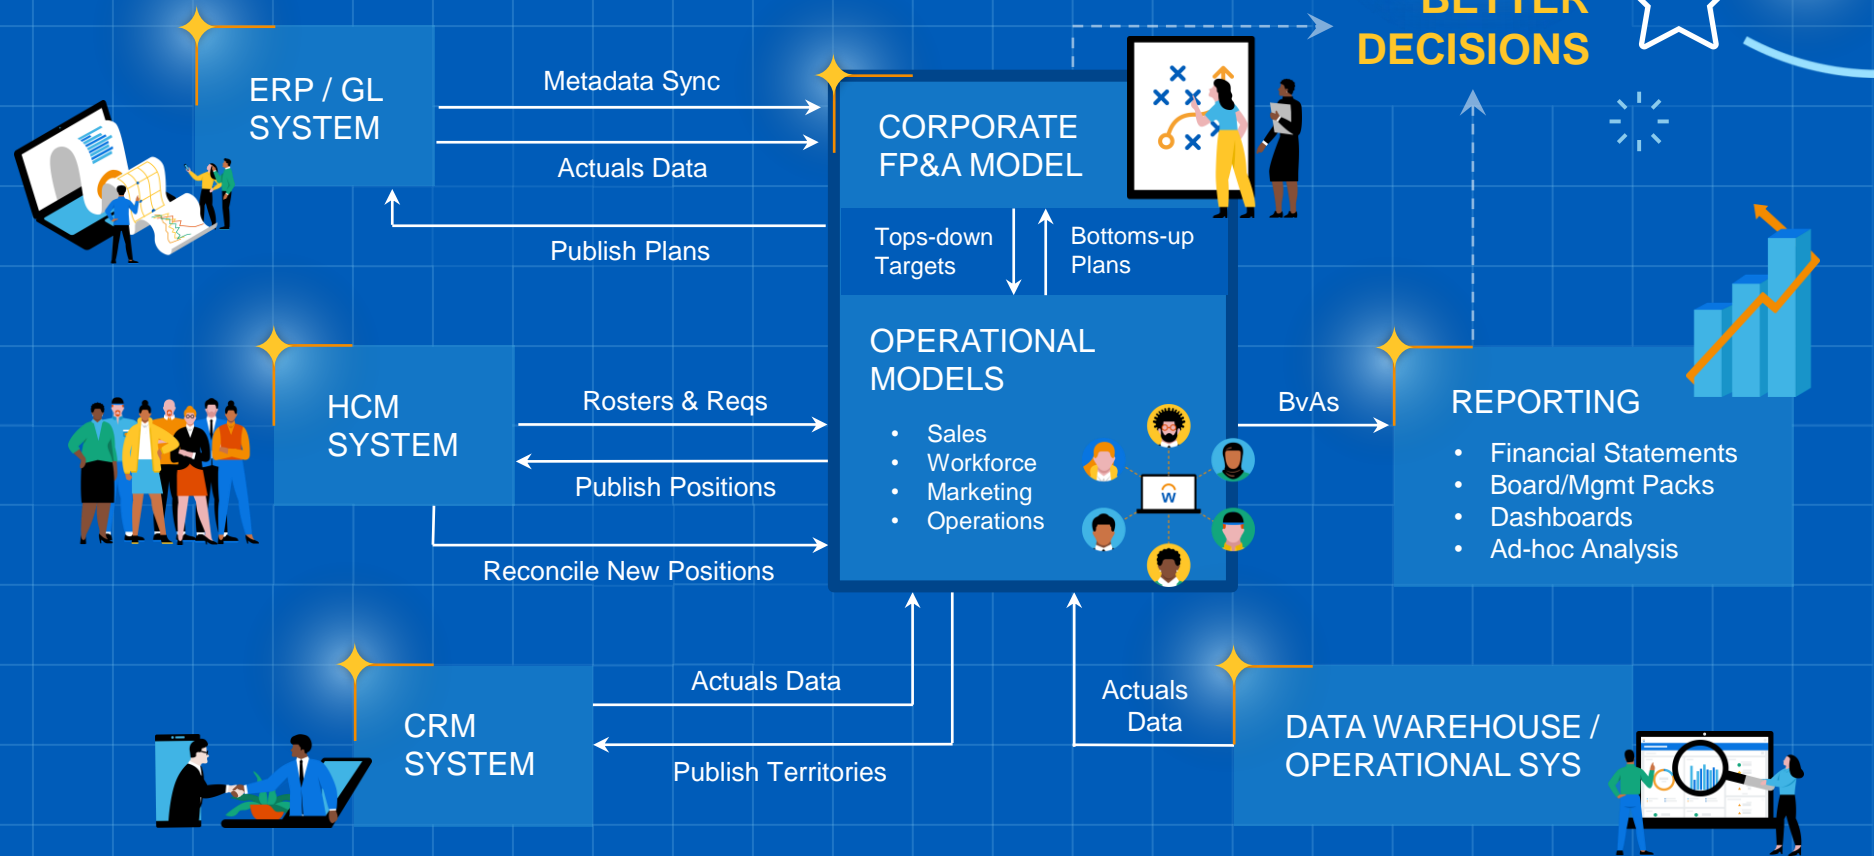 BETTER
DECISIONS
ERP / GL
SYSTEM
Metadata Sync
Actuals Data
Publish Plans
CORPORATE
FP&A MODEL
Tops-down
Targets
Bottoms-up
Plans
OPERATIONAL
MODELS
• Sales
• Workforce
• Marketing
• Operations
w
HCM
SYSTEM
Rosters & Reqs
Publish Positions
Reconcile New Positions
BvAs
REPORTING
• Financial Statements
• Board/Mgmt Packs
• Dashboards
• Ad-hoc Analysis
CRM
SYSTEM
Actuals Data
Publish Territories
Actuals
Data
DATA WAREHOUSE /
OPERATIONAL SYS